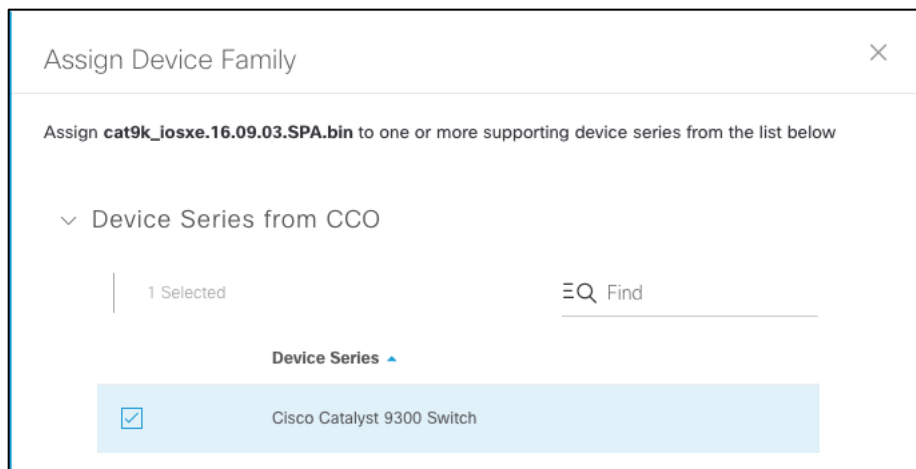 Assign Device Family
Assign cat9k_iosxe.16.09.03.SPA.bin to one or more supporting device series from the list below
Device Series from CCO
1 Selected
Find
Device Series
Cisco Catalyst 9300 Switch